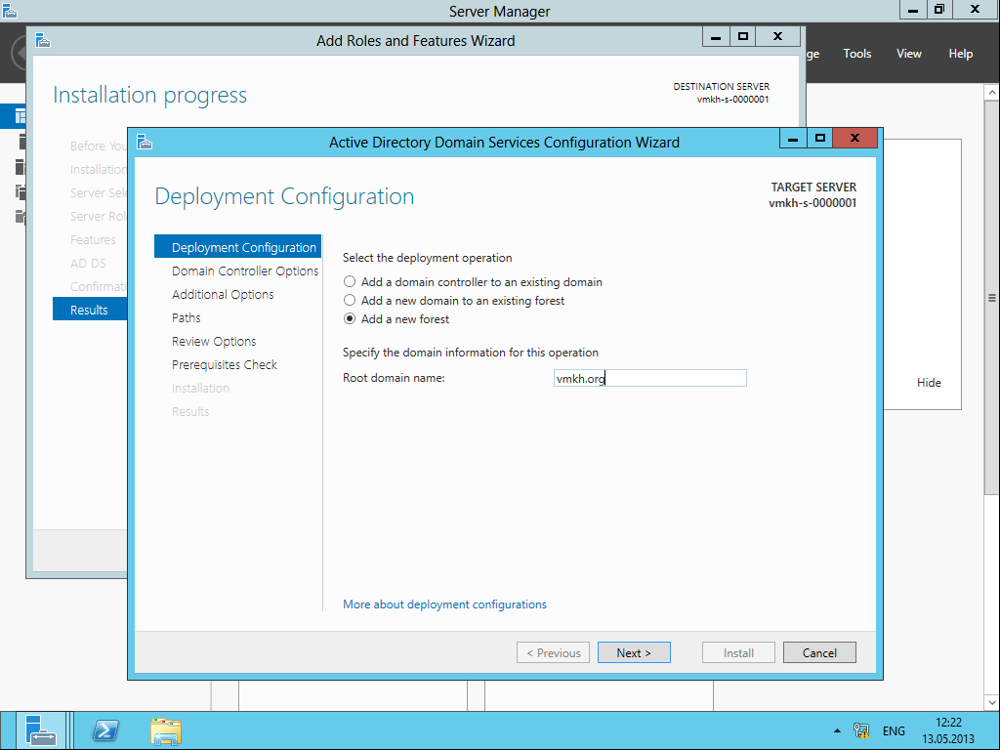 Server Manager
Add Roles and Features Wizard
Tools
View
Help
Installation progress
DESTINATION SERVER
vmkh-s-0000001
Before You
Installation
Server Sele
Server Rol
Features
AD DS
Confirmati
Results
Active Directory Domain Services Configuration Wizard
Deployment Configuration
TARGET SERVER
vmkh-s-0000001
Deployment Configuration
Domain Controller Options
Additional Options
Paths
Review Options
Prerequisites Check
Installation
Results
Select the deployment operation
Add a domain controller to an existing domain
Add a new domain to an existing forest
Add a new forest
Specify the domain information for this operation
Root domain name:
vmkh.org
More about deployment configurations
< Previous
Next >
Install
Cancel
Hide
ENG
12:22
13.05.2013